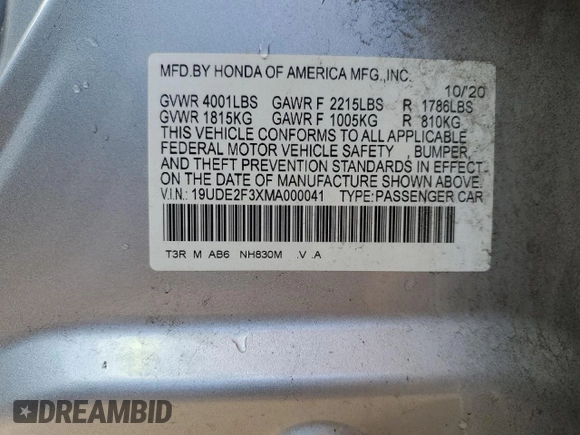 MFD.BY HONDA OF AMERICA MFG.,INC.
10/'20
GVWR 4001LBS GAWR F 2215LBS R 1786LBS
GVWR 1815KG GAWR F 1005KG R 810KG
THIS VEHICLE CONFORMS TO ALL APPLICABLE
FEDERAL MOTOR VEHICLE SAFETY , BUMPER,
AND THEFT PREVENTION STANDARDS IN EFFECT
ON THE DATE OF MANUFACTURE SHOWN ABOVE.
V.I.N.: 19UDE2F3XMA000041 TYPE:PASSENGER CAR
T3R M AB6 NH830M .V .A
DREAMBID